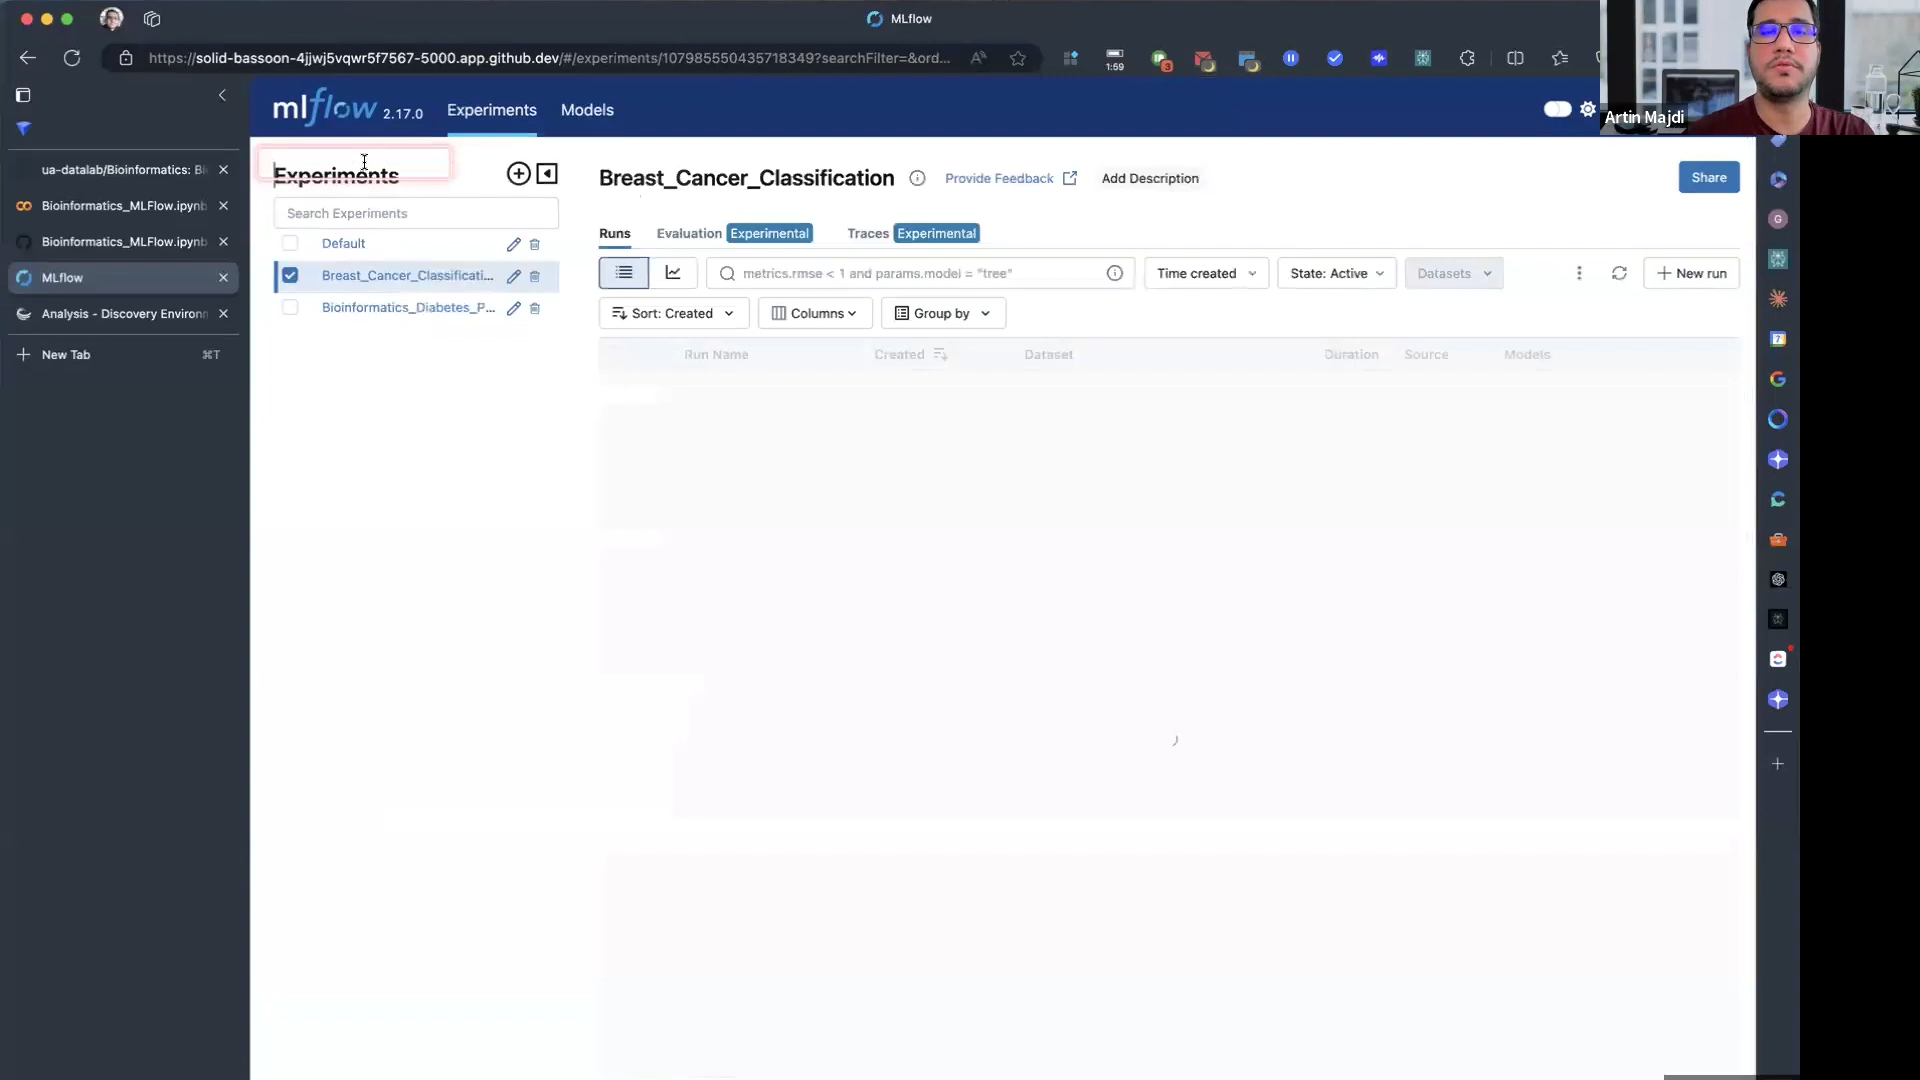 MLflow
https://solid-bassoon-4jjwj5vqwr5f7567-5000.app.github.dev/#/experiments/107985550435718349?searchFilter=&ord...
1:59
3
Artin Majdi
mlflow 2.17.0
Experiments
Models
ua-datalab/Bioinformatics: Bi
Bioinformatics_MLFlow.ipynb
Bioinformatics_MLFlow.ipynb
MLflow
Analysis - Discovery Environm
New Tab
⌘T
Experiments
Search Experiments
Default
Breast_Cancer_Classificati...
Bioinformatics_Diabetes_P...
Breast_Cancer_Classification
Provide Feedback
Add Description
Share
Runs
Evaluation Experimental
Traces Experimental
metrics.rmse < 1 and params.model = "tree"
Time created
State: Active
Datasets
New run
Sort: Created
Columns
Group by
Run Name
Created
Dataset
Duration
Source
Models